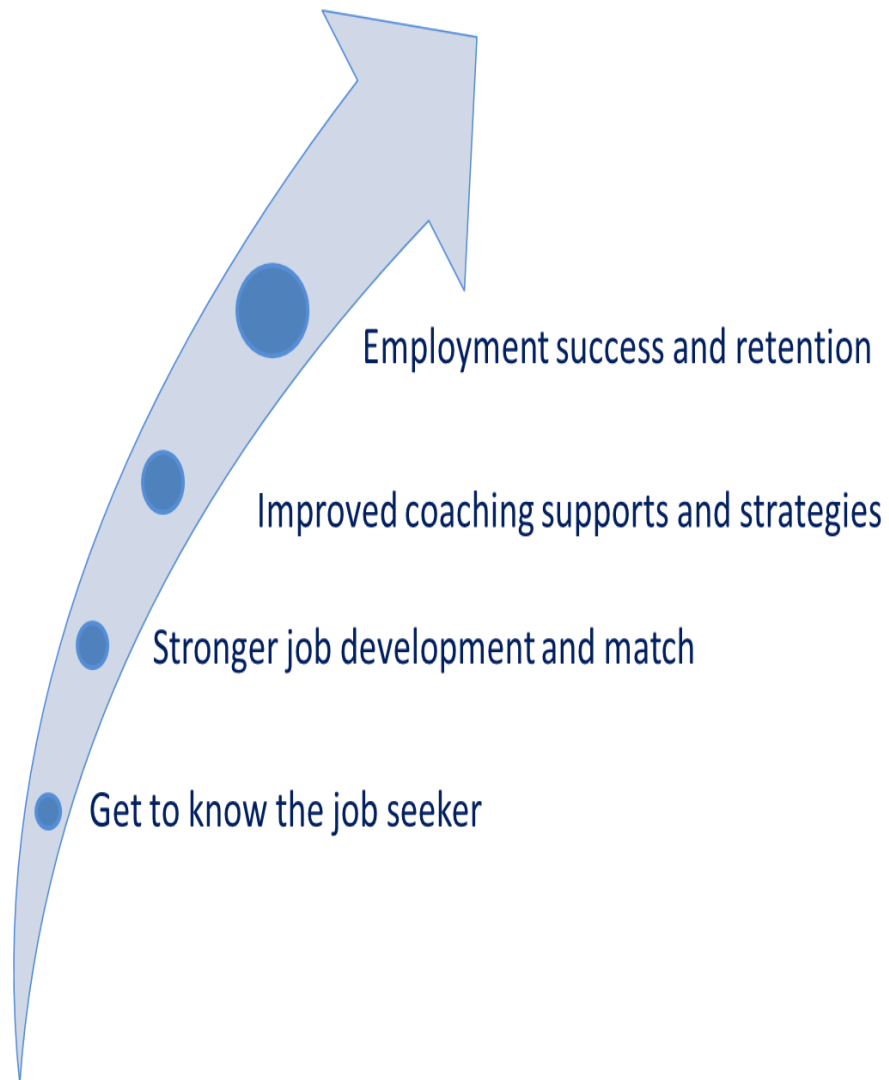 Employment success and retention
Improved coaching supports and strategies
Stronger job development and match
Get to know the job seeker